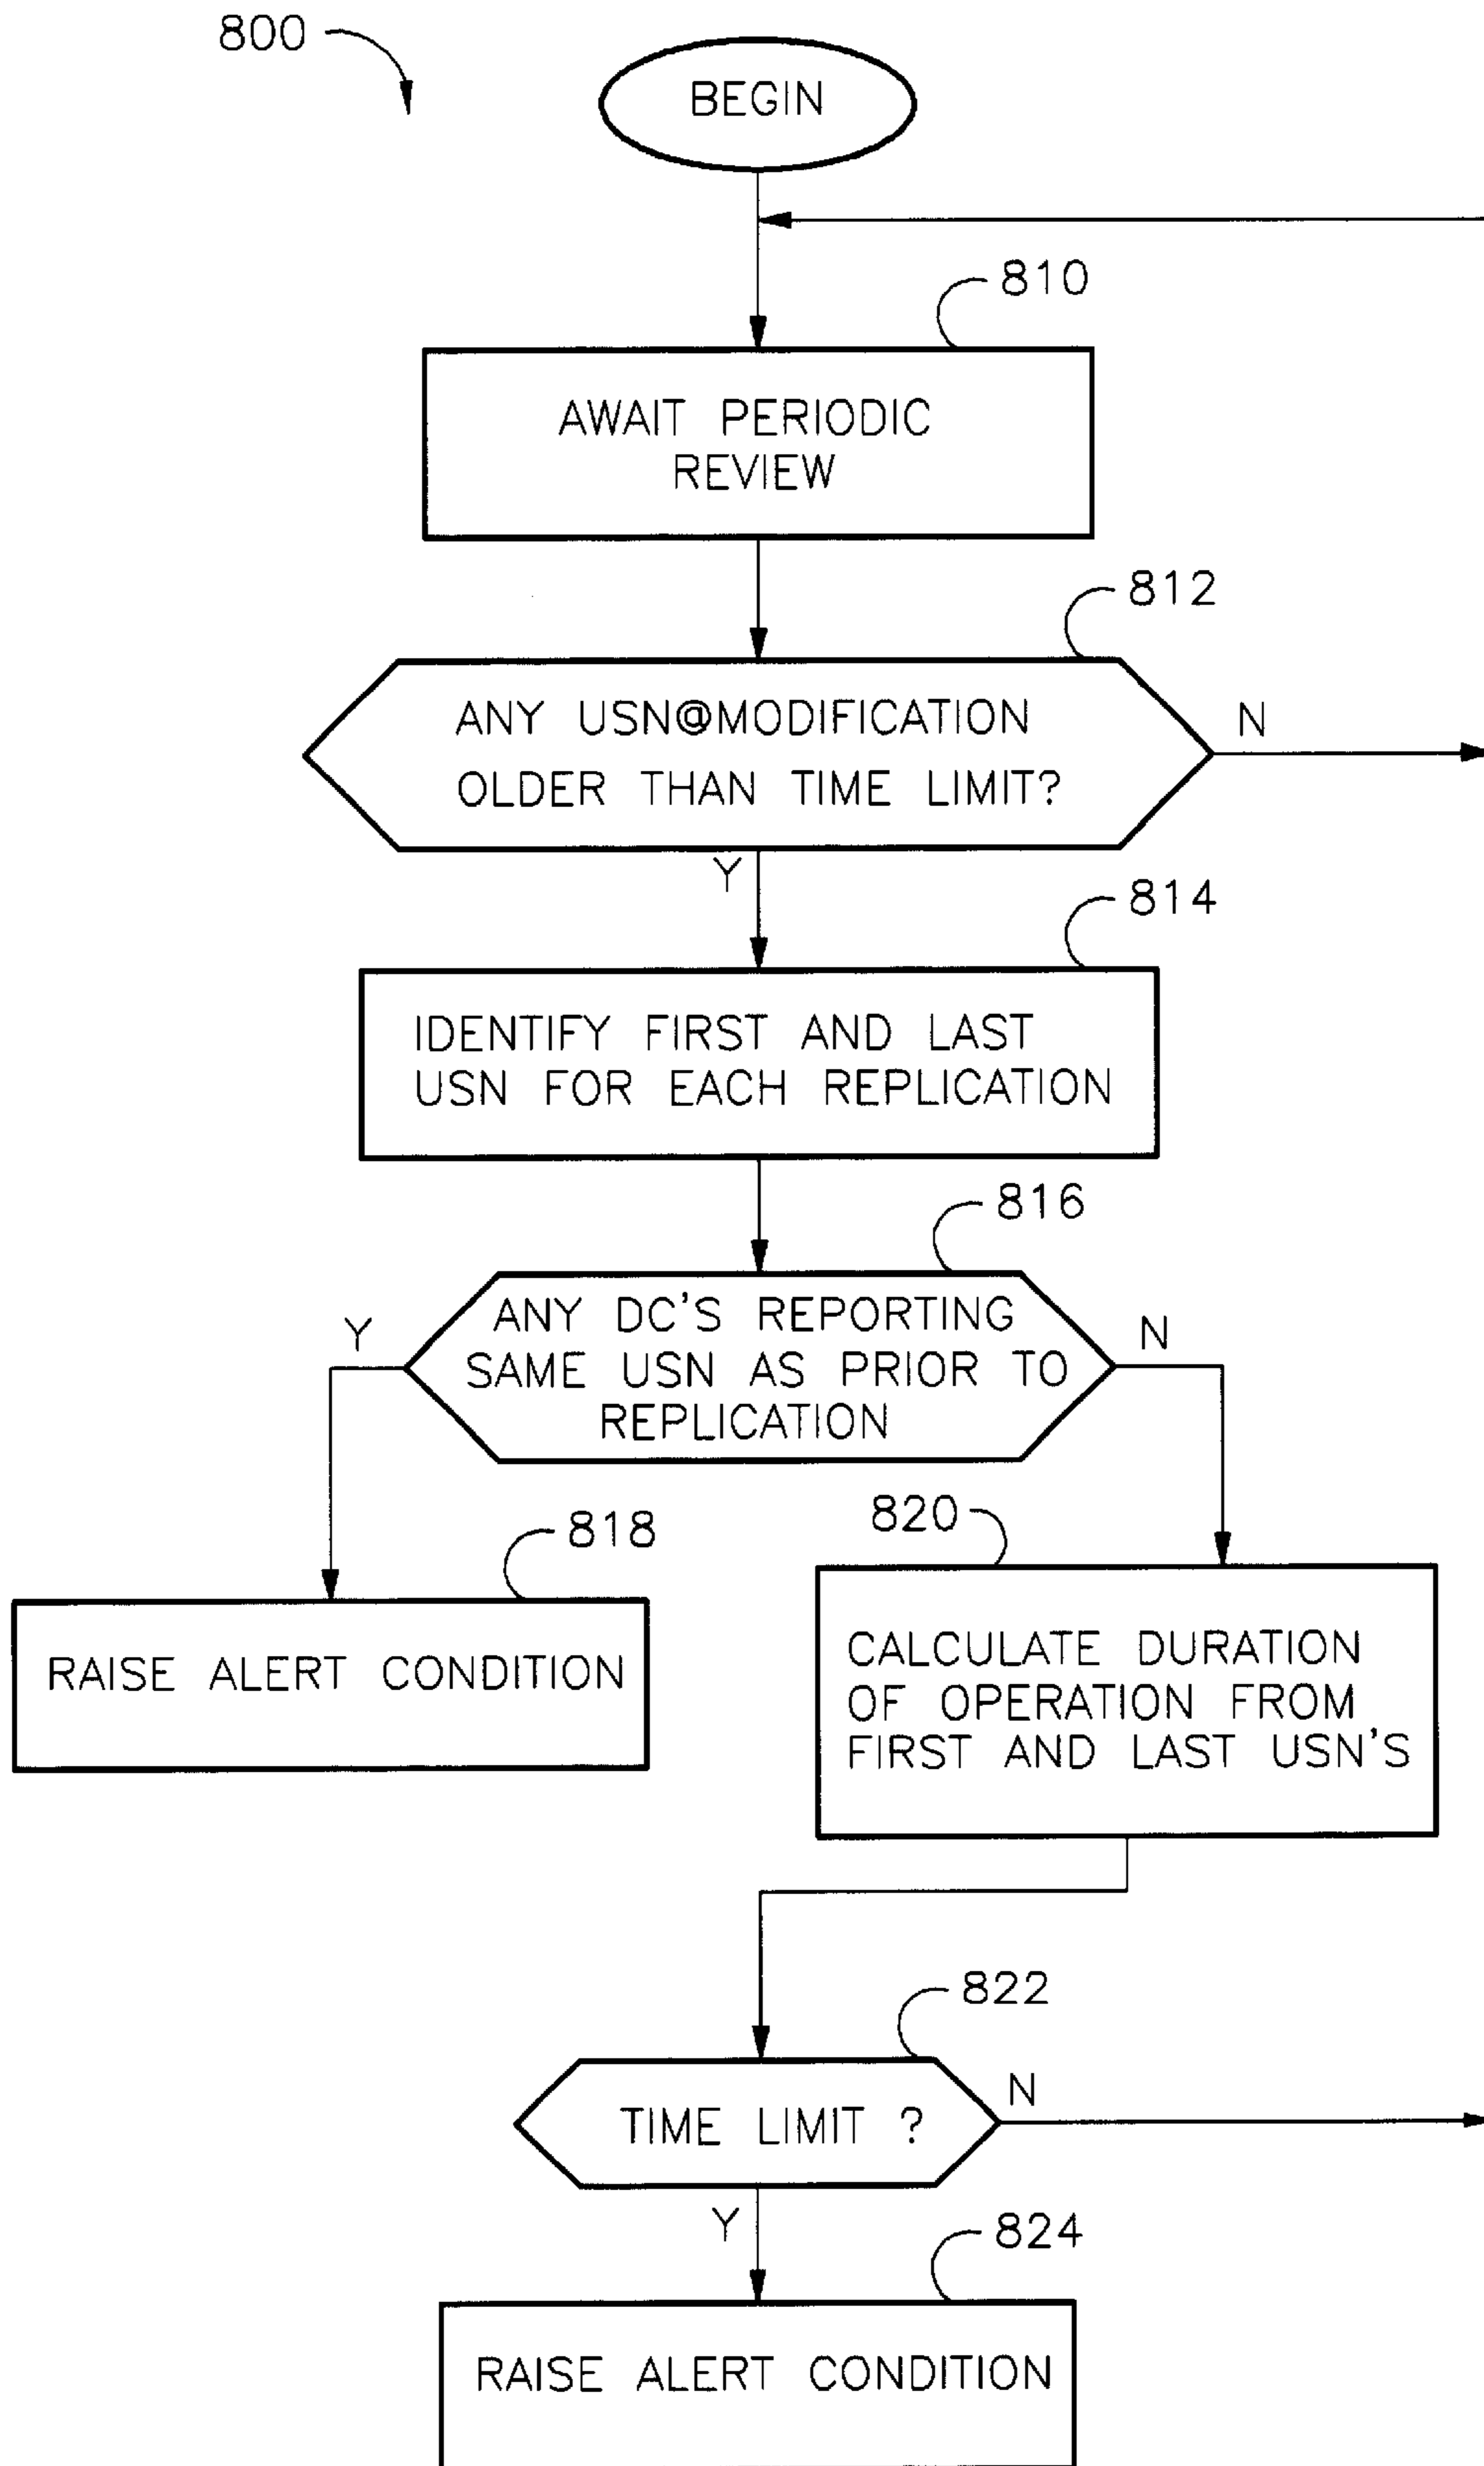 800
BEGIN
810
AWAIT PERIODIC
REVIEW
812
ANY USN@MODIFICATION
OLDER THAN TIME LIMIT?
N
Y
814
IDENTIFY FIRST AND LAST
USN FOR EACH REPLICATION
816
ANY DC'S REPORTING
SAME USN AS PRIOR TO
REPLICATION
Y
N
818
RAISE ALERT CONDITION
820
CALCULATE DURATION
OF OPERATION FROM
FIRST AND LAST USN'S
822
TIME LIMIT ?
N
Y
824
RAISE ALERT CONDITION